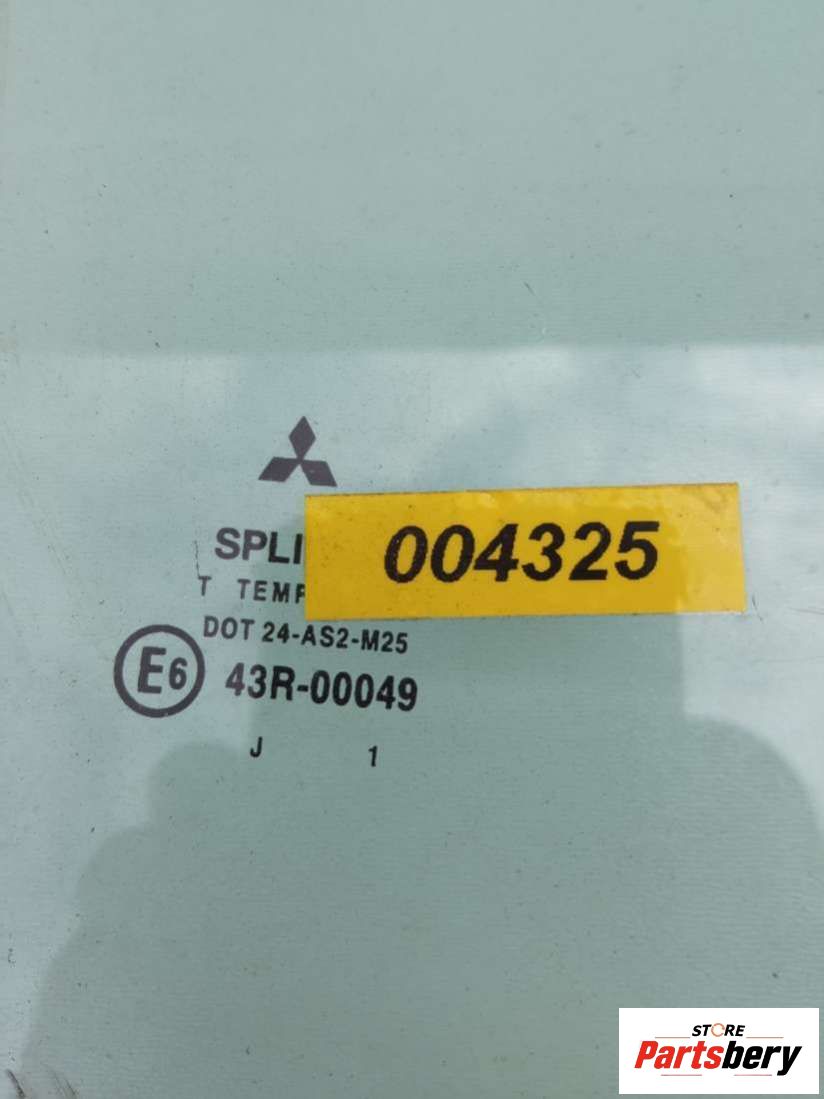 SPLI
004325
T TEMP
DOT 24-AS2-M25
E6 43R-00049
J 1
STORE
Partsbery